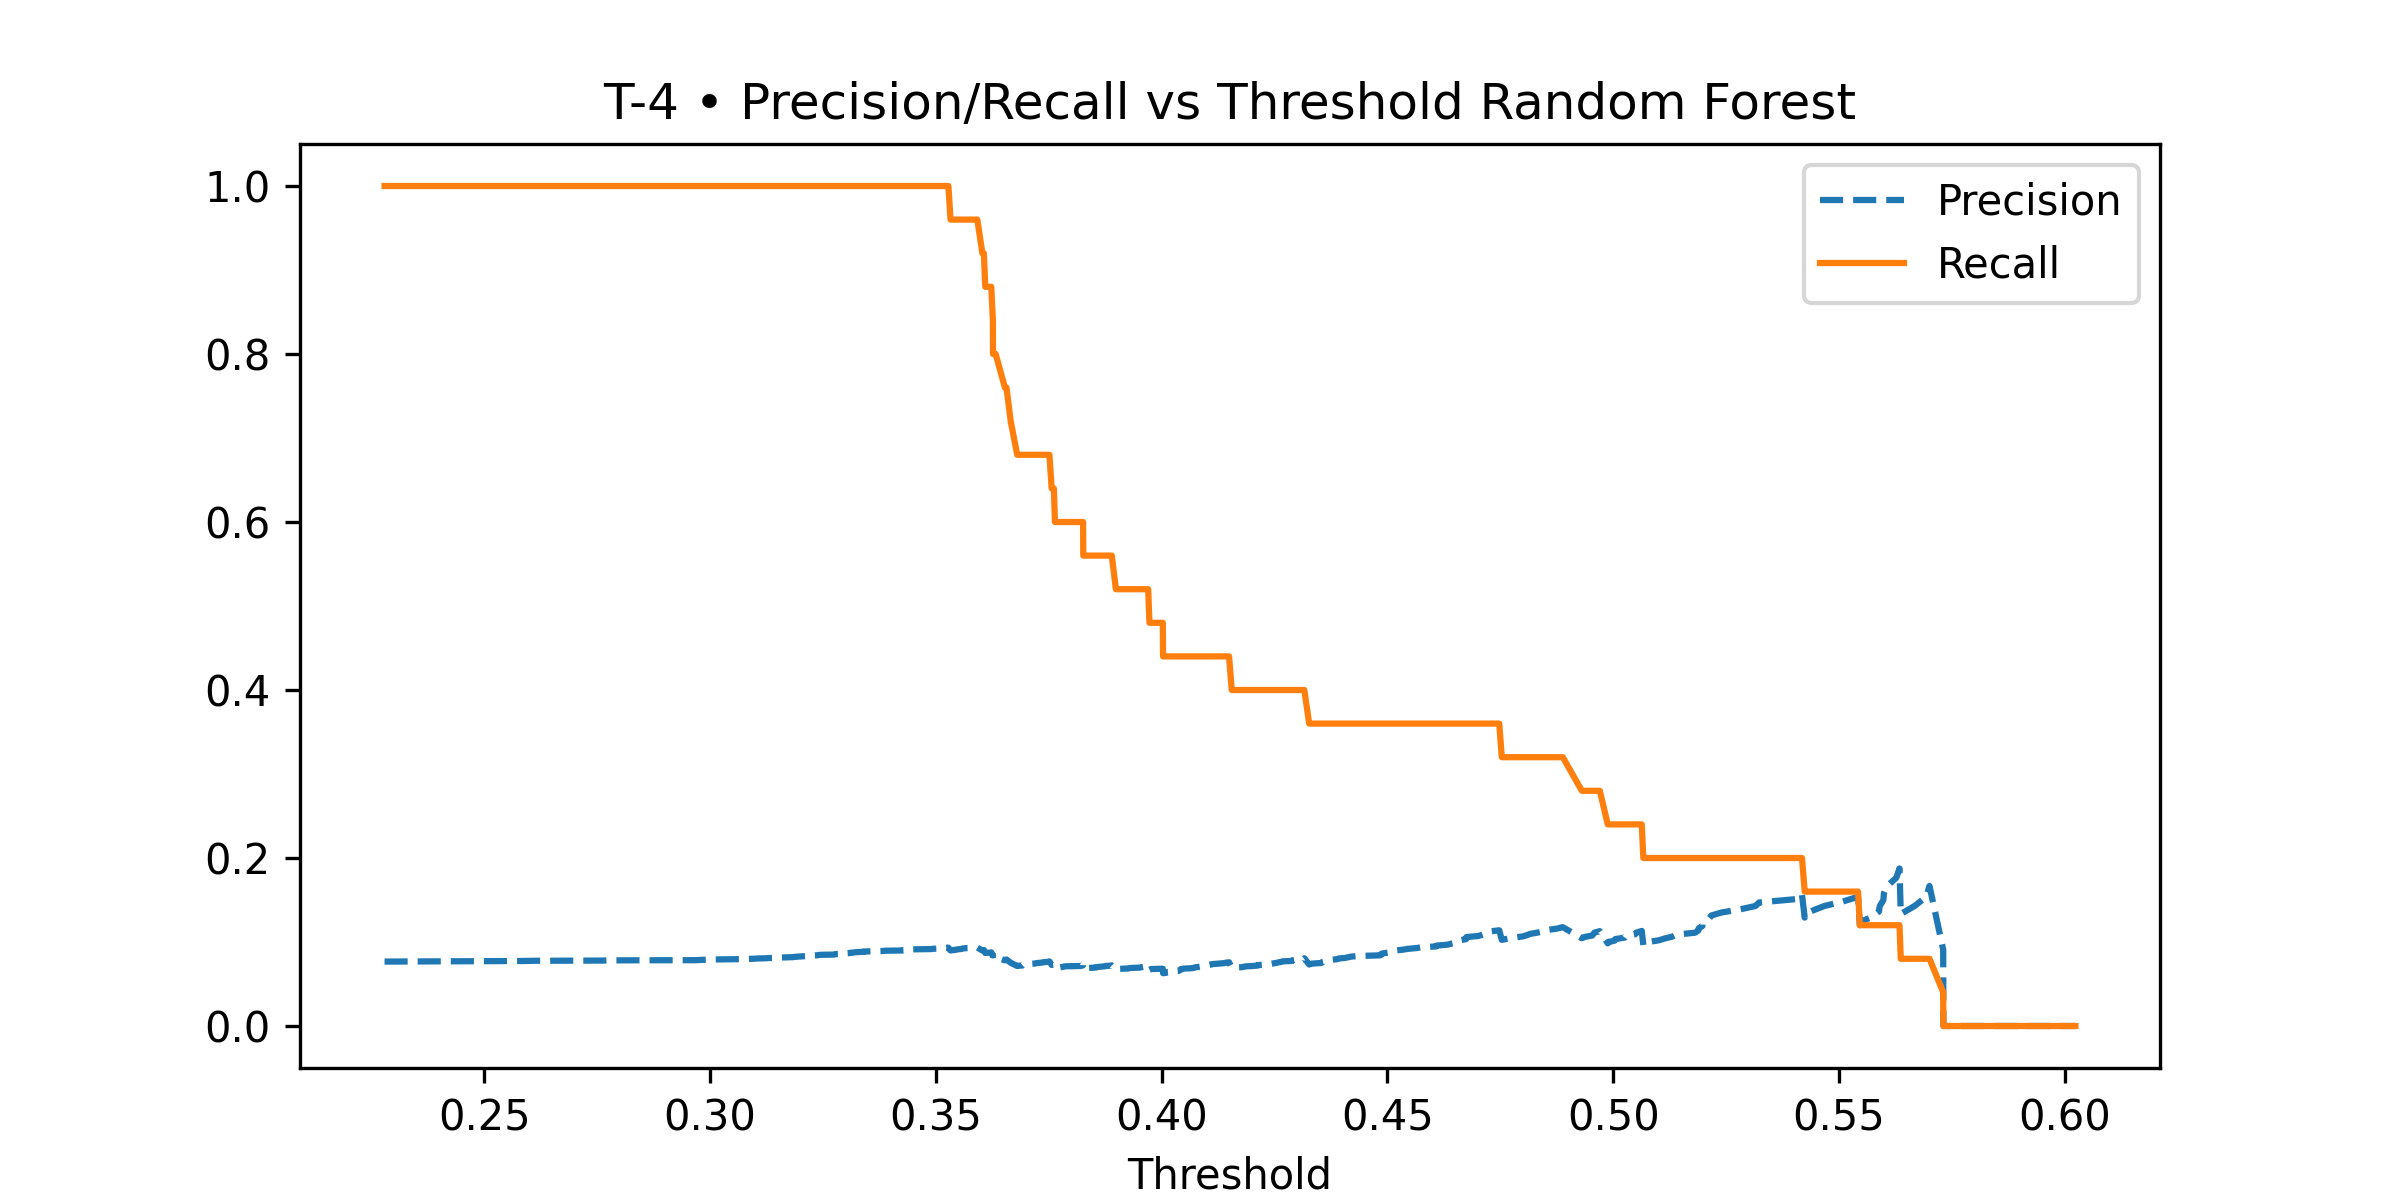 T-4 • Precision/Recall vs Threshold Random Forest
Precision
Recall
1.0
0.8
0.6
0.4
0.2
0.0
0.25 0.30 0.35 0.40 0.45 0.50 0.55 0.60
Threshold